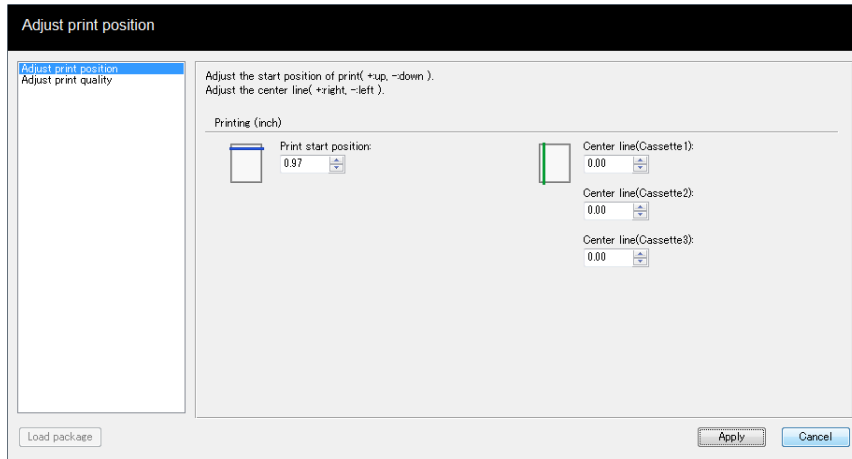 Adjust print position
Adjust print position
Adjust print quality
Adjust the start position of print( +:up, -:down ).
Adjust the center line( +:right, -:left ).
Printing (inch)
Print start position:
0.97
Center line(Cassette1):
0.00
Center line(Cassette2):
0.00
Center line(Cassette3):
0.00
Load package
Apply
Cancel